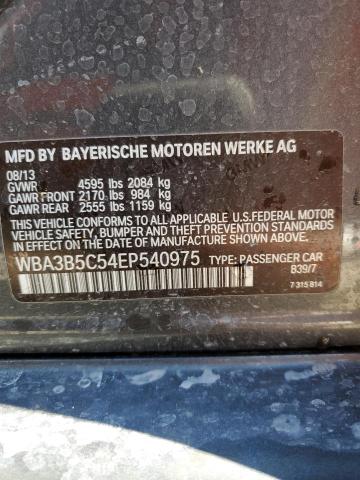 MFD BY BAYERISCHE MOTOREN WERKE AG
08/13
GVWR 4595 lbs 2084 kg
GAWR FRONT 2170 lbs 984 kg
GAWR REAR 2555 lbs 1159 kg
THIS VEHICLE CONFORMS TO ALL APPLICABLE U.S.FEDERAL MOTOR
VEHICLE SAFETY, BUMPER, AND THEFT PREVENTION STANDARDS
IN EFFECT ON THE DATE OF MANUFACTURE SHOWN ABOVE.
WBA3B5C54EP540975 TYPE: PASSENGER CAR
B39/7
7 315 814